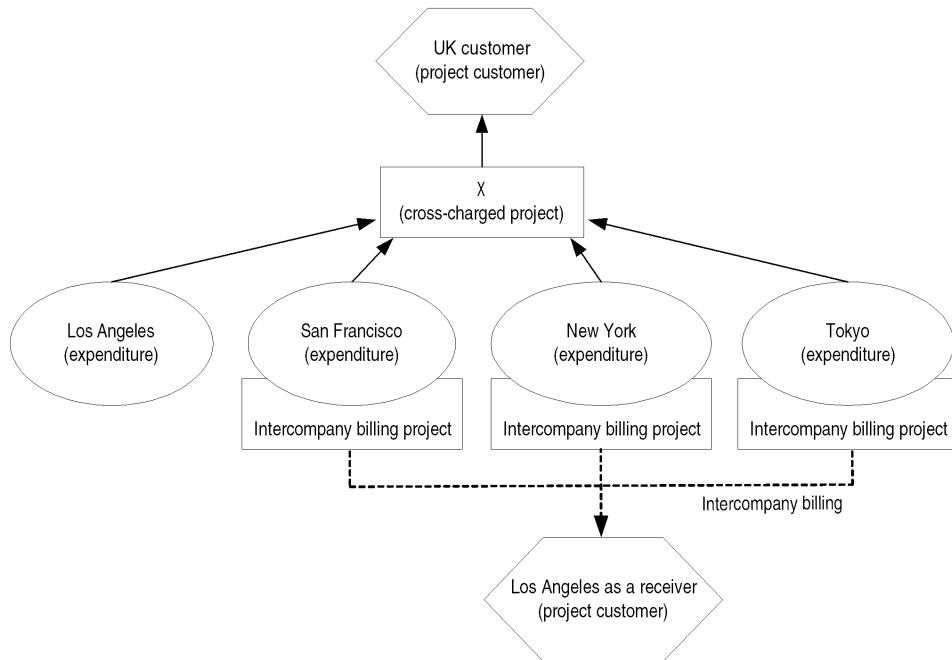 UK customer
(project customer)
X
(cross-charged project)
Los Angeles
(expenditure)
San Francisco
(expenditure)
New York
(expenditure)
Tokyo
(expenditure)
Intercompany billing project
Intercompany billing project
Intercompany billing project
Intercompany billing
Los Angeles as a receiver
(project customer)